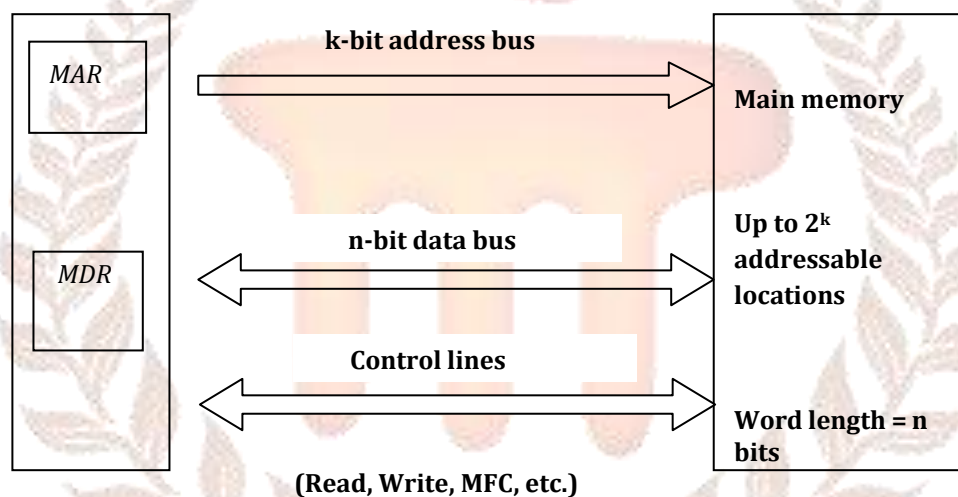 k-bit address bus
MAR
Main memory
n-bit data bus
Up to 2ᵏ
addressable
locations
MDR
Control lines
Word length = n
bits
(Read, Write, MFC, etc.)